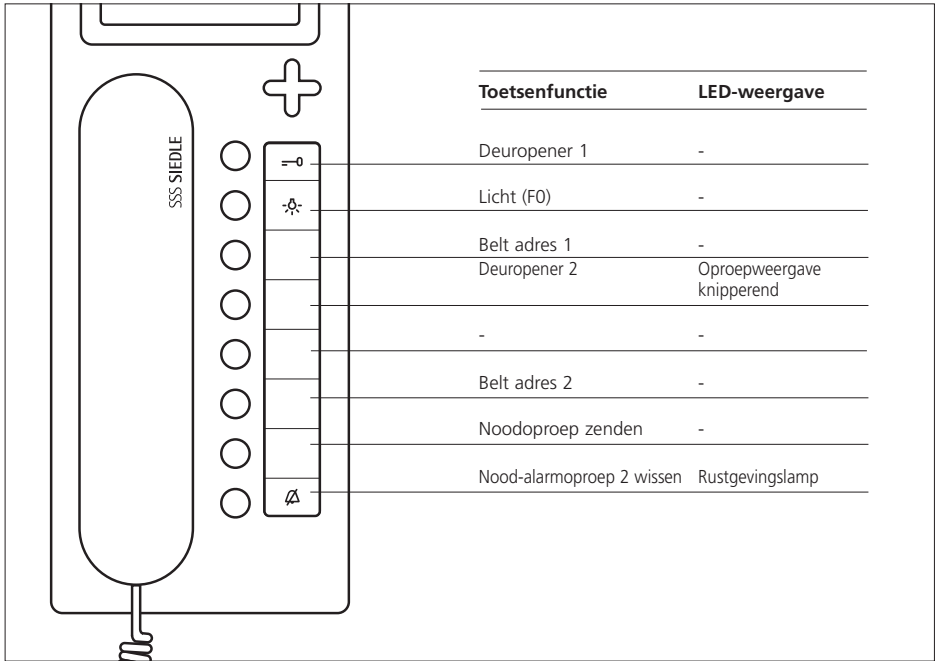 SSS SIEDLE
Toetsenfunctie LED-weergave
Deuropener 1 -
Licht (F0) -
Belt adres 1 -
Deuropener 2 Oproepweergave
knipperend
- -
Belt adres 2 -
Noodoproep zenden -
Nood-alarmoproep 2 wissen Rustgevingslamp